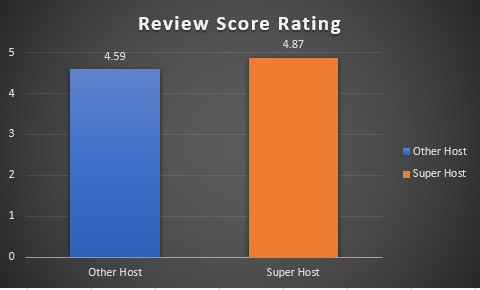 Review Score Rating
5
4
3
2
1
0
4.59
4.87
Other Host
Super Host
Other Host
Super Host